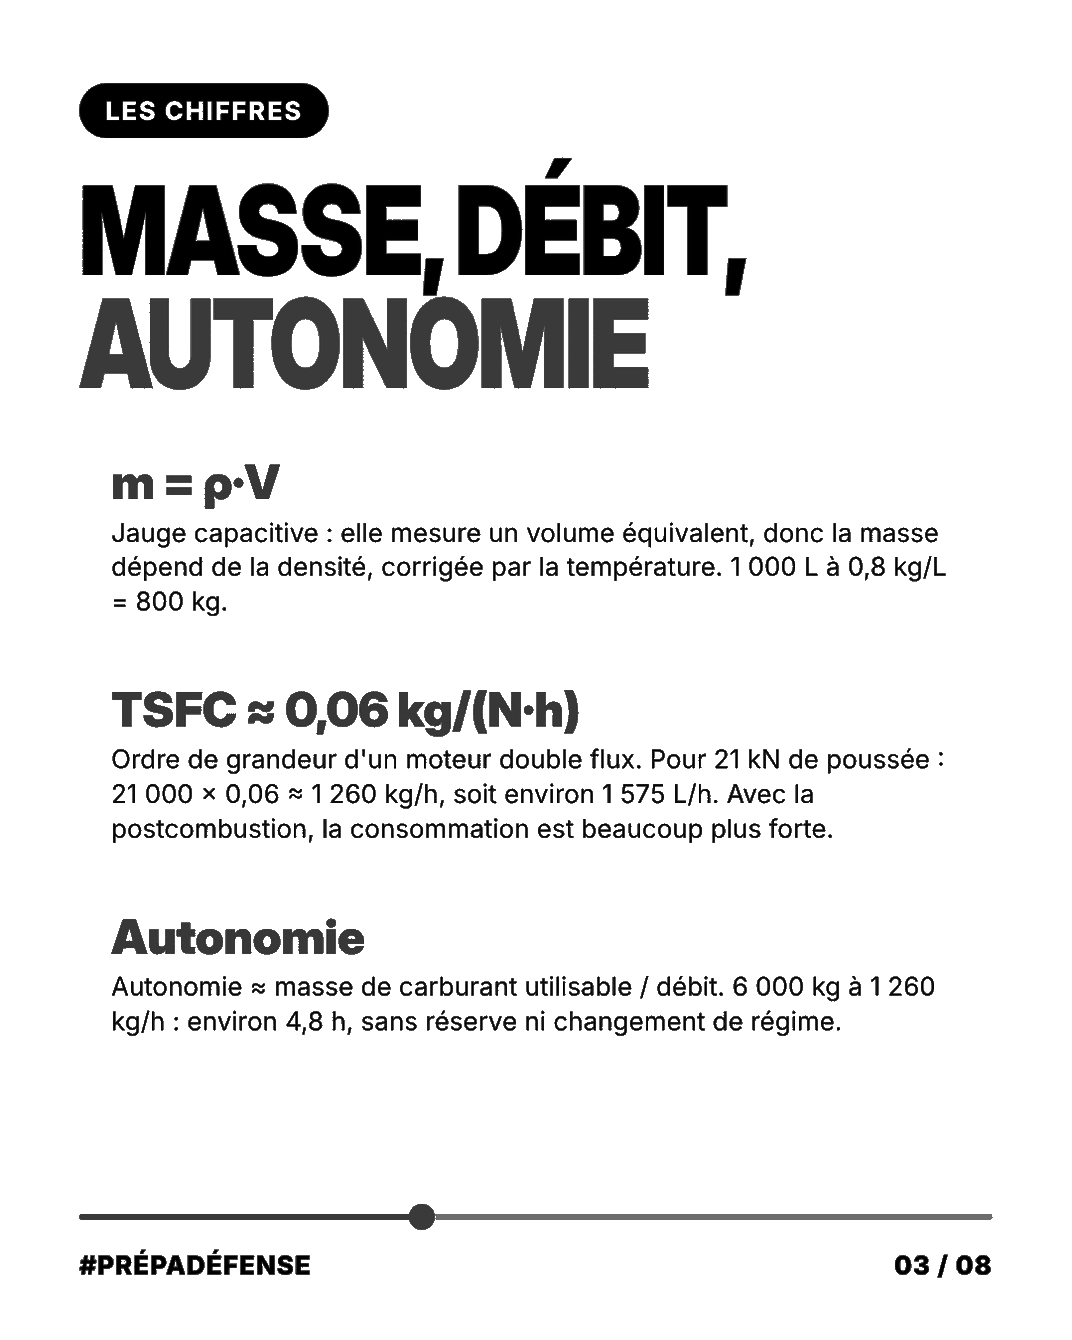 LES CHIFFRES
MASSE, DÉBIT,
AUTONOMIE
m = ρ·V
Jauge capacitive : elle mesure un volume équivalent, donc la masse
dépend de la densité, corrigée par la température. 1 000 L à 0,8 kg/L
= 800 kg.
TSFC ≈ 0,06 kg/(N·h)
Ordre de grandeur d'un moteur double flux. Pour 21 kN de poussée :
21 000 × 0,06 ≈ 1 260 kg/h, soit environ 1 575 L/h. Avec la
postcombustion, la consommation est beaucoup plus forte.
Autonomie
Autonomie ≈ masse de carburant utilisable / débit. 6 000 kg à 1 260
kg/h : environ 4,8 h, sans réserve ni changement de régime.
#PRÉPADÉFENSE
03 / 08